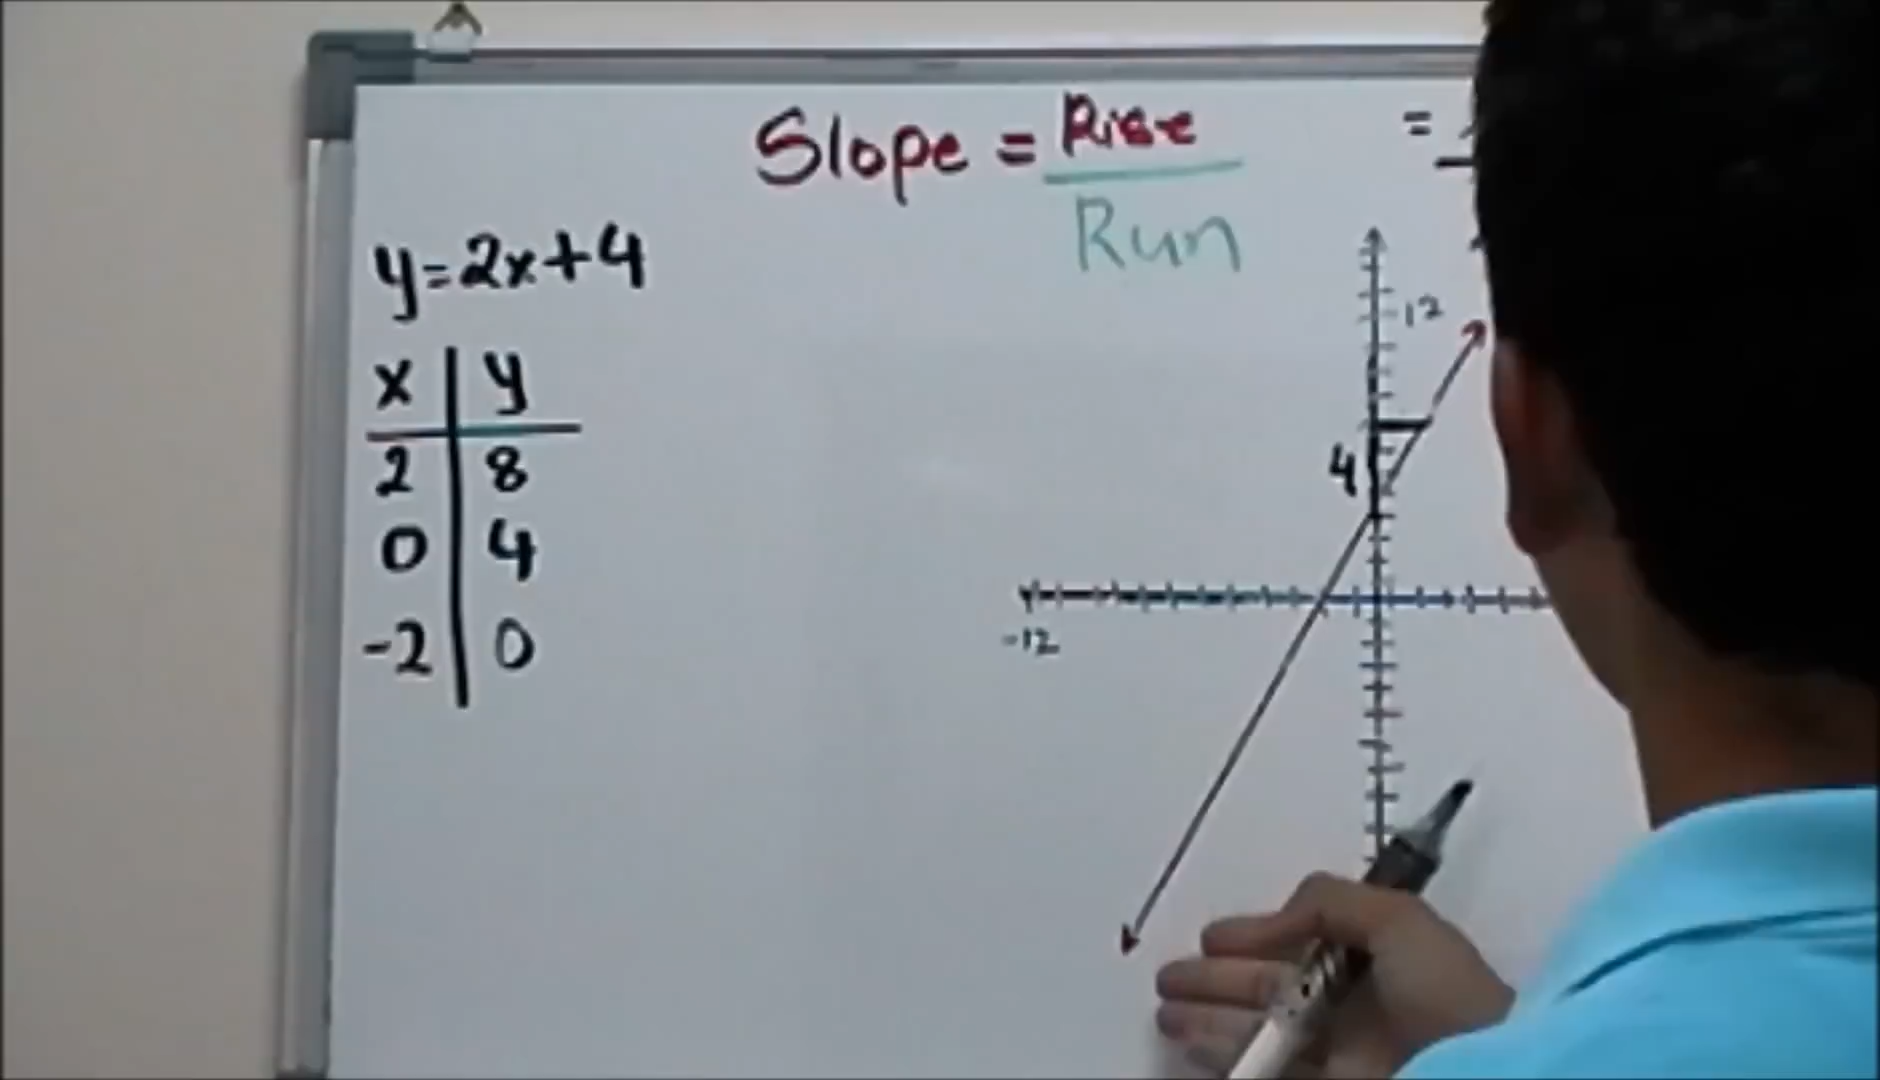 Slope = Rise
Run
=
y=2x+4
x y
2 8
0 4
-2 0
12
4
-12